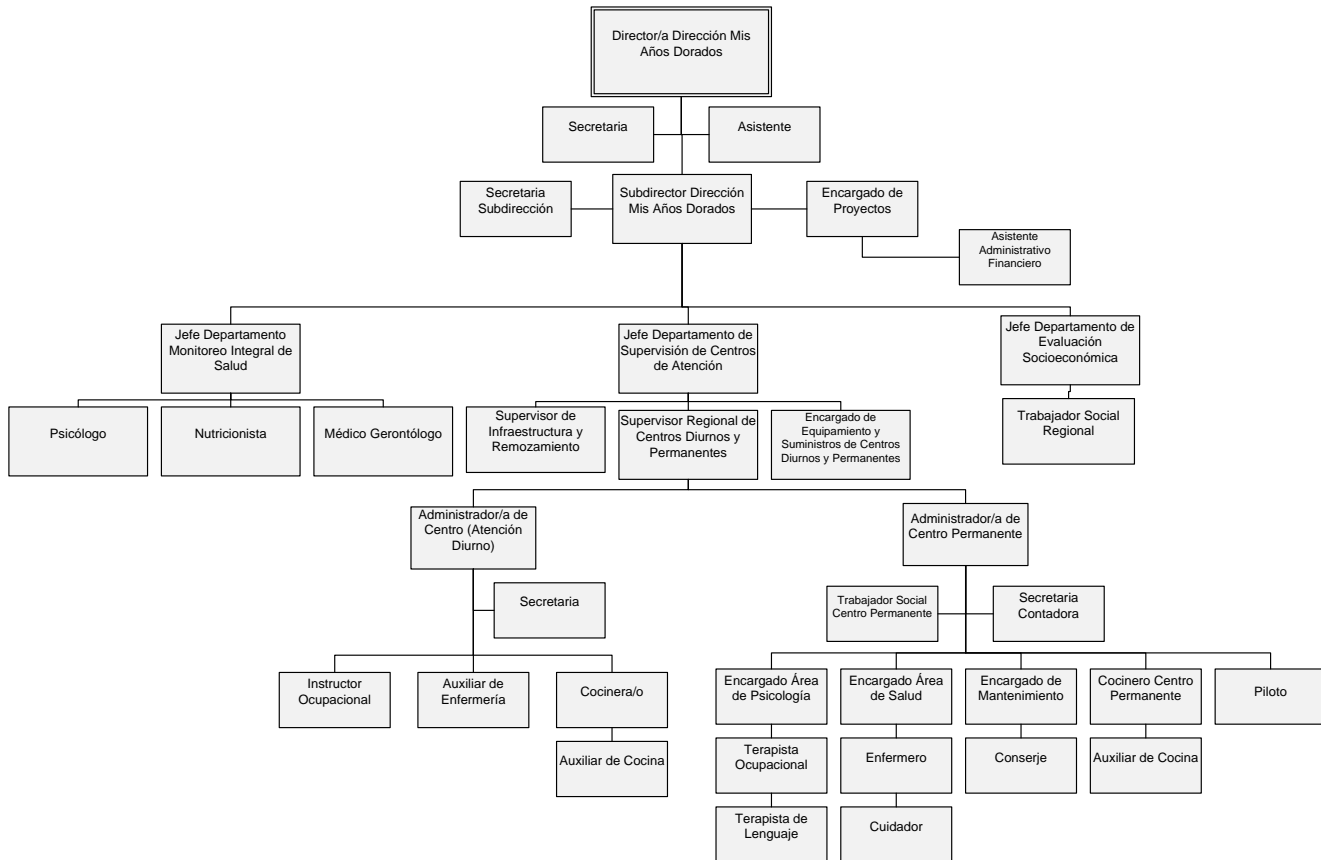 Director/a Dirección Mis
Años Dorados
Secretaria
Asistente
Secretaria
Subdirección
Subdirector Dirección
Mis Años Dorados
Encargado de
Proyectos
Asistente
Administrativo
Financiero
Jefe Departamento
Monitoreo Integral de
Salud
Jefe Departamento de
Supervisión de Centros
de Atención
Jefe Departamento de
Evaluación
Socioeconómica
Psicólogo
Nutricionista
Médico Gerontólogo
Supervisor de
Infraestructura y
Remozamiento
Supervisor Regional de
Centros Diurnos y
Permanentes
Encargado de
Equipamiento y
Suministros de Centros
Diurnos y Permanentes
Trabajador Social
Regional
Administrador/a de
Centro (Atención
Diurno)
Administrador/a de
Centro Permanente
Secretaria
Trabajador Social
Centro Permanente
Secretaria
Contadora
Instructor
Ocupacional
Auxiliar de
Enfermería
Cocinera/o
Encargado Área
de Psicología
Encargado Área
de Salud
Encargado de
Mantenimiento
Cocinero Centro
Permanente
Piloto
Auxiliar de Cocina
Terapista
Ocupacional
Enfermero
Conserje
Auxiliar de Cocina
Terapista de
Lenguaje
Cuidador